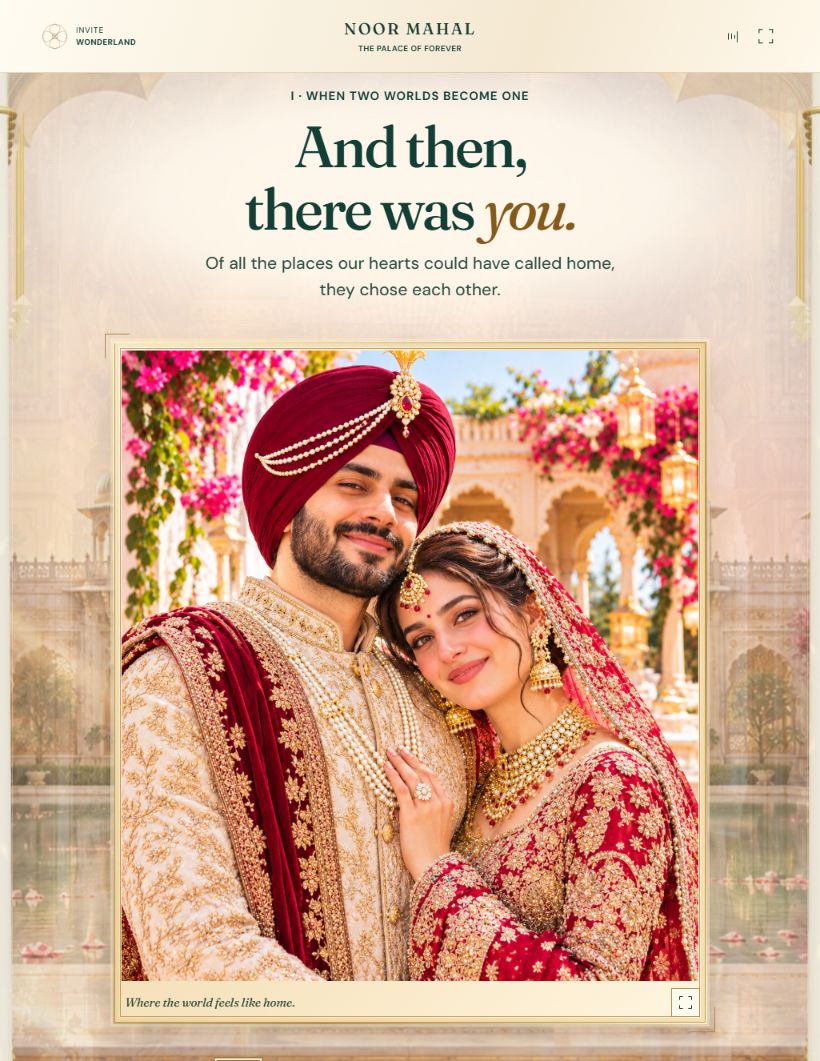 INVITE
WONDERLAND
NOOR MAHAL
THE PALACE OF FOREVER
I · WHEN TWO WORLDS BECOME ONE
And then,
there was you.
Of all the places our hearts could have called home,
they chose each other.
Where the world feels like home.